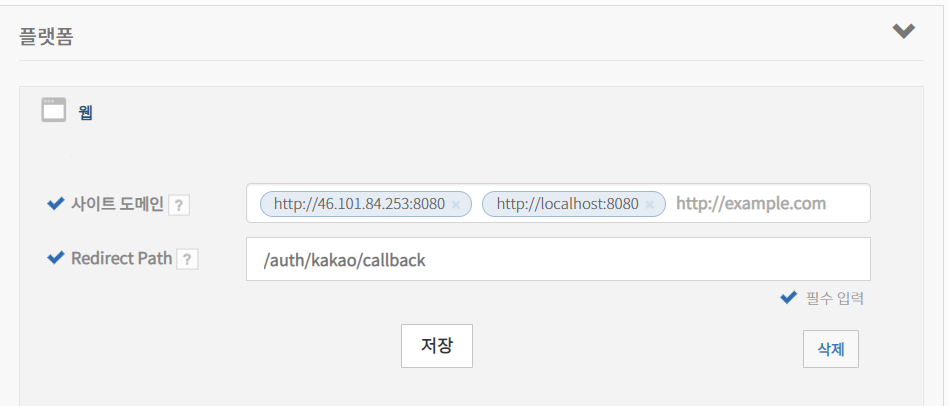 플랫폼
웹
사이트 도메인 ? http://46.101.84.253:8080 × http://localhost:8080 × http://example.com
Redirect Path ? /auth/kakao/callback
필수 입력
저장 삭제